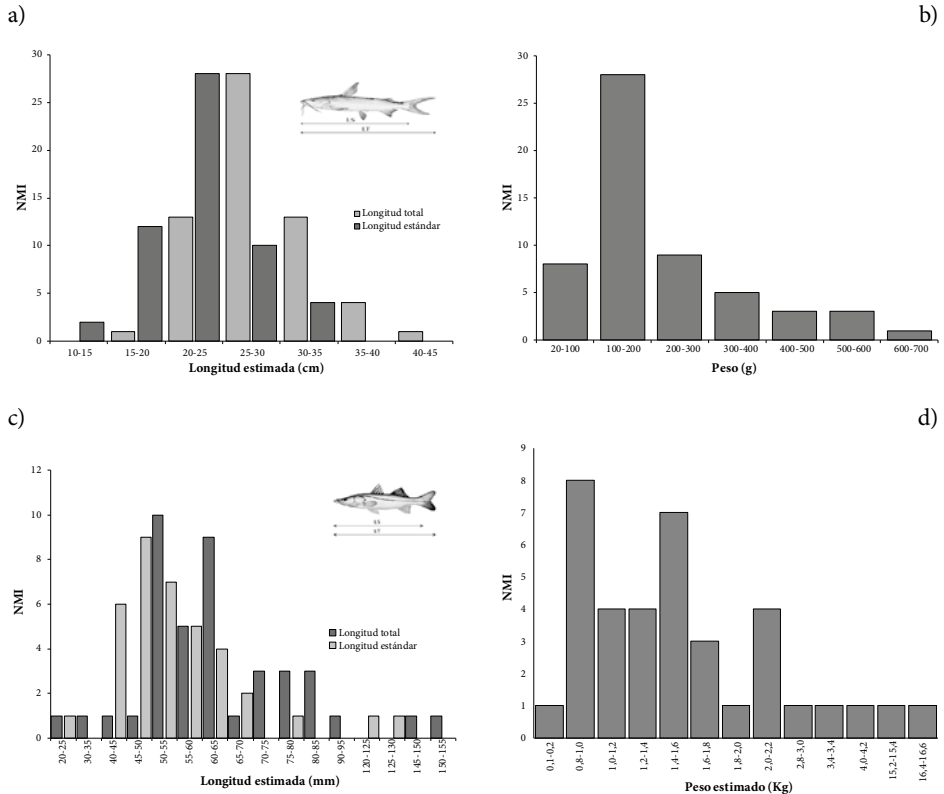 a)
30
25
20
15
10
5
0
NMI
LS
LT
Longitud total
Longitud estándar
10-15 15-20 20-25 25-30 30-35 35-40 40-45
Longitud estimada (cm)
b)
30
25
20
15
10
5
0
NMI
20-100 100-200 200-300 300-400 400-500 500-600 600-700
Peso (g)
c)
12
10
8
6
4
2
0
NMI
LS
LT
Longitud total
Longitud estándar
20-25 30-35 40-45 45-50 50-55 55-60 60-65 65-70 70-75 75-80 80-85 90-95 120-125 125-130 145-150 150-155
Longitud estimada (mm)
d)
9
8
7
6
5
4
3
2
1
0
NMI
0,1-0,2 0,8-1,0 1,0-1,2 1,2-1,4 1,4-1,6 1,6-1,8 1,8-2,0 2,0-2,2 2,8-3,0 3,4-3,4 4,0-4,2 15,2-15,4 16,4-16,6
Peso estimado (Kg)